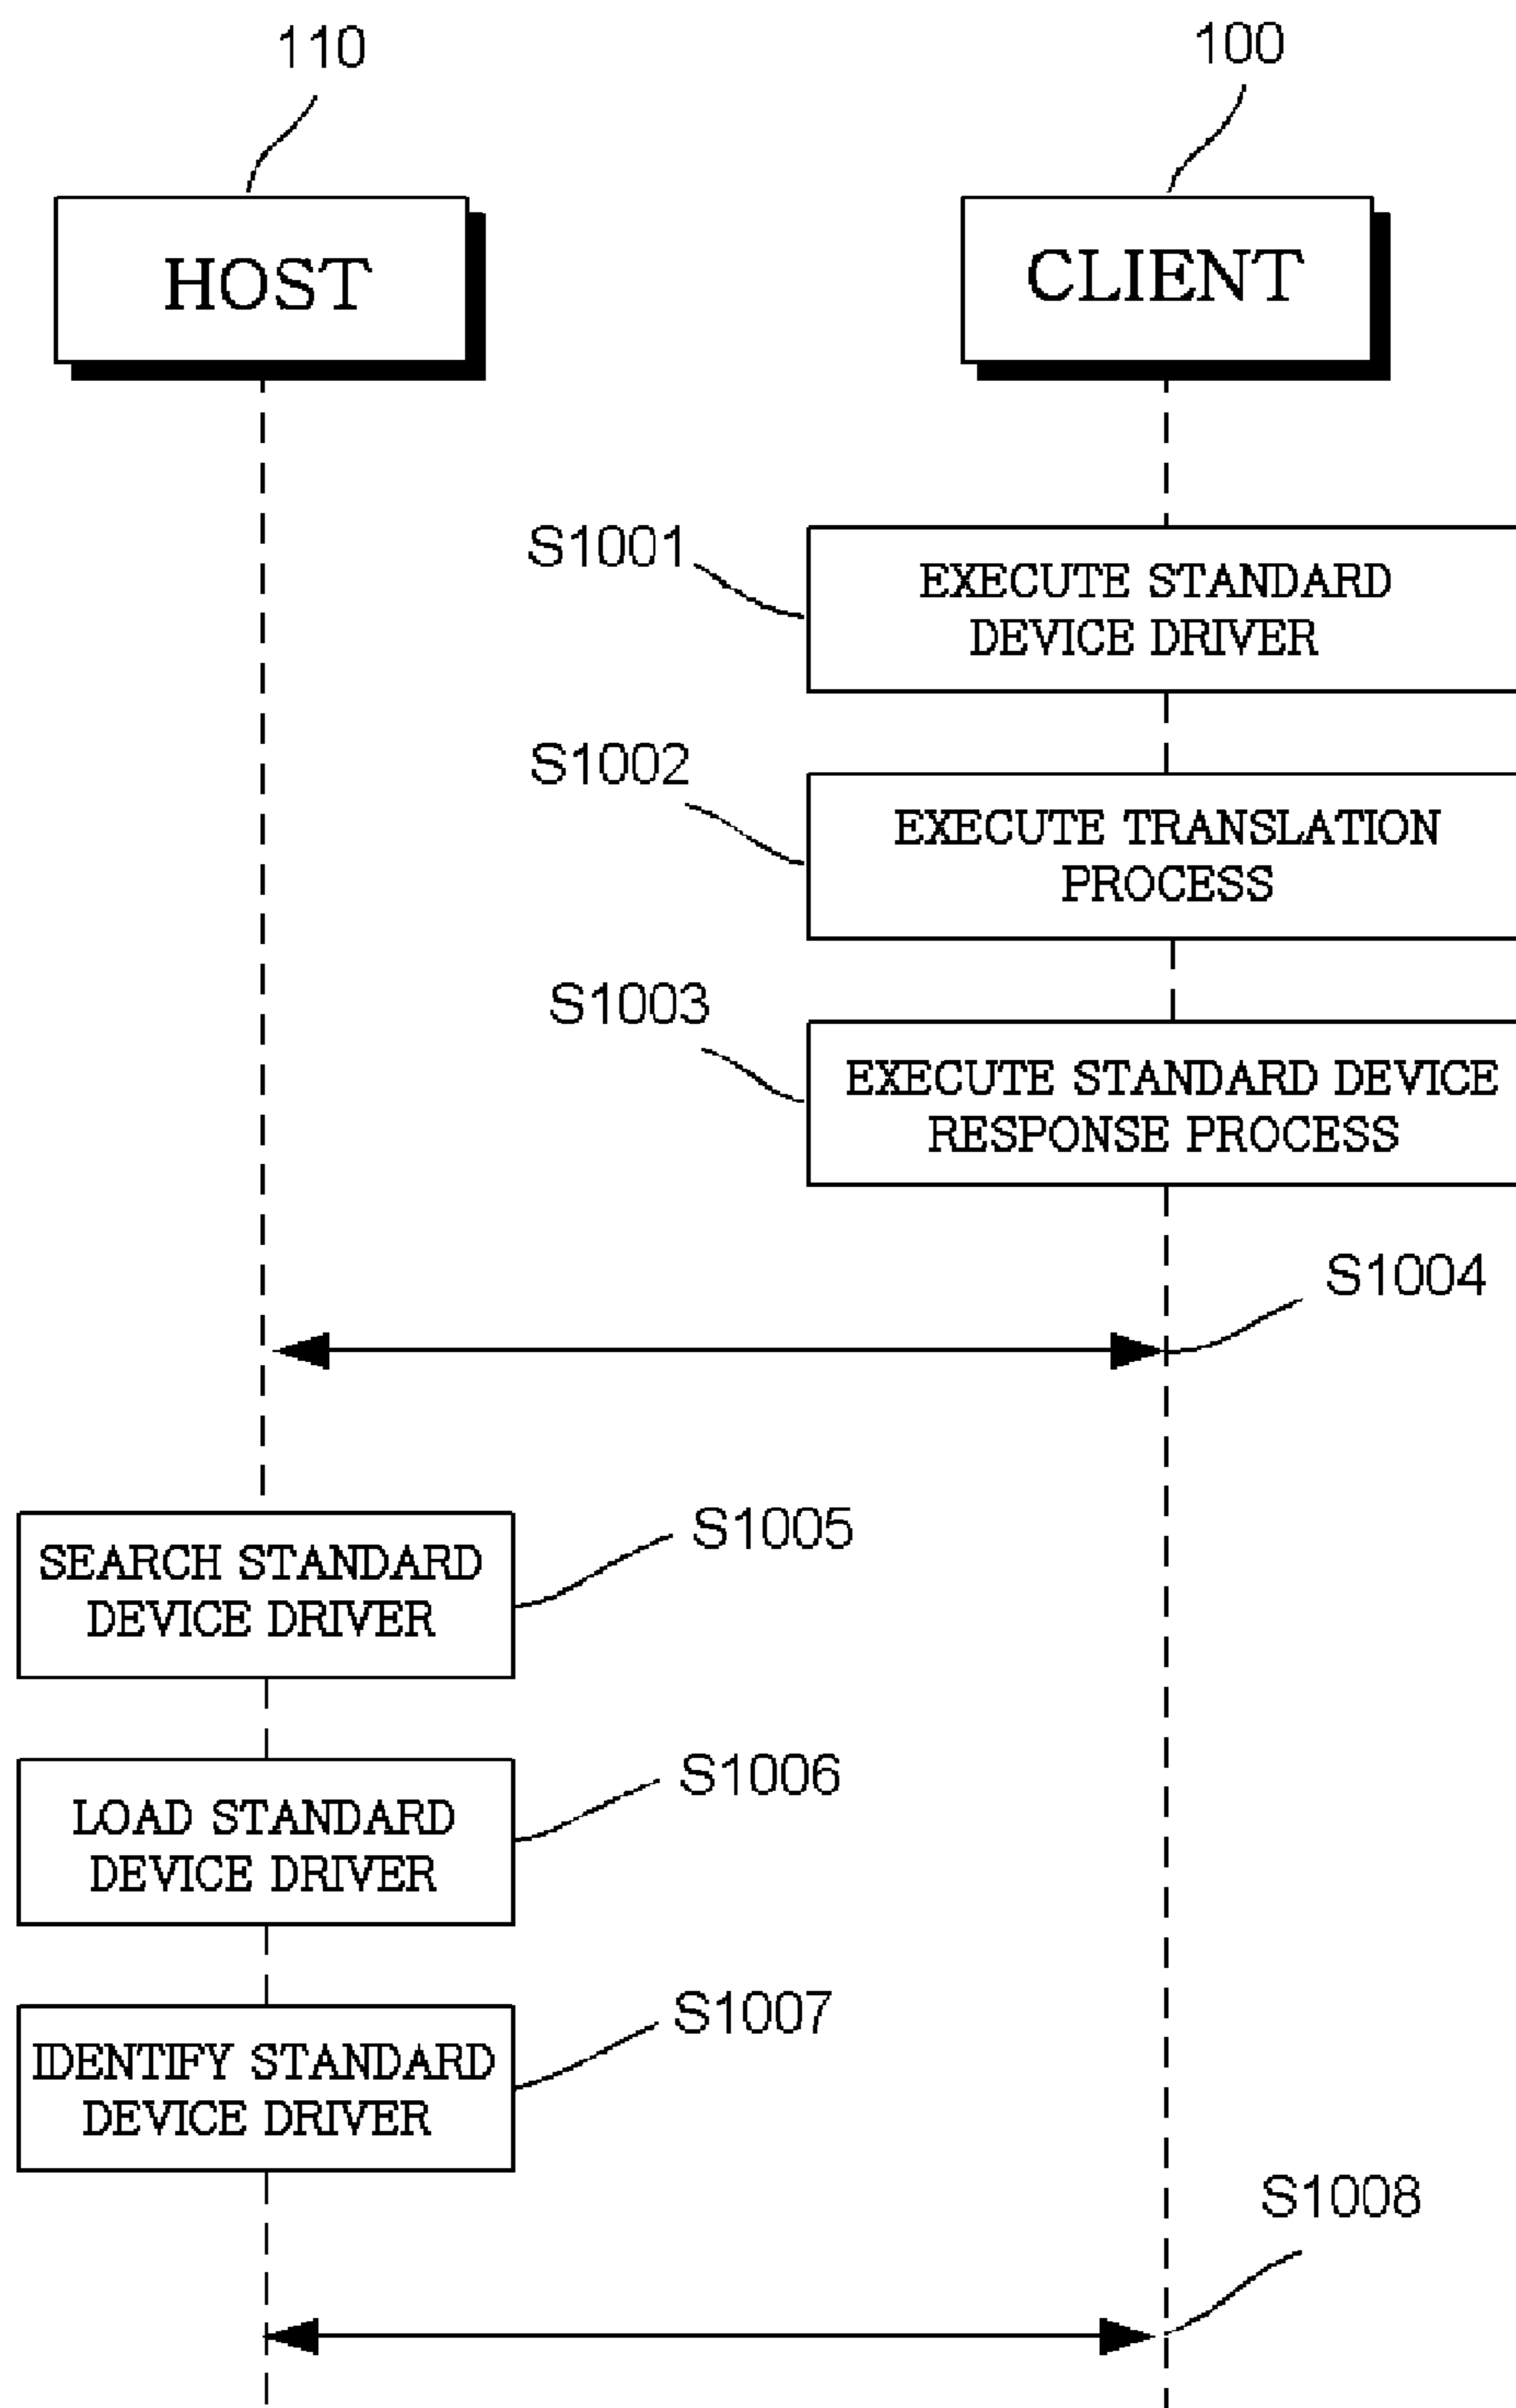 110
100
HOST
CLIENT
S1001
EXECUTE STANDARD
DEVICE DRIVER
S1002
EXECUTE TRANSLATION
PROCESS
S1003
EXECUTE STANDARD DEVICE
RESPONSE PROCESS
S1004
S1005
SEARCH STANDARD
DEVICE DRIVER
S1006
LOAD STANDARD
DEVICE DRIVER
S1007
IDENTIFY STANDARD
DEVICE DRIVER
S1008